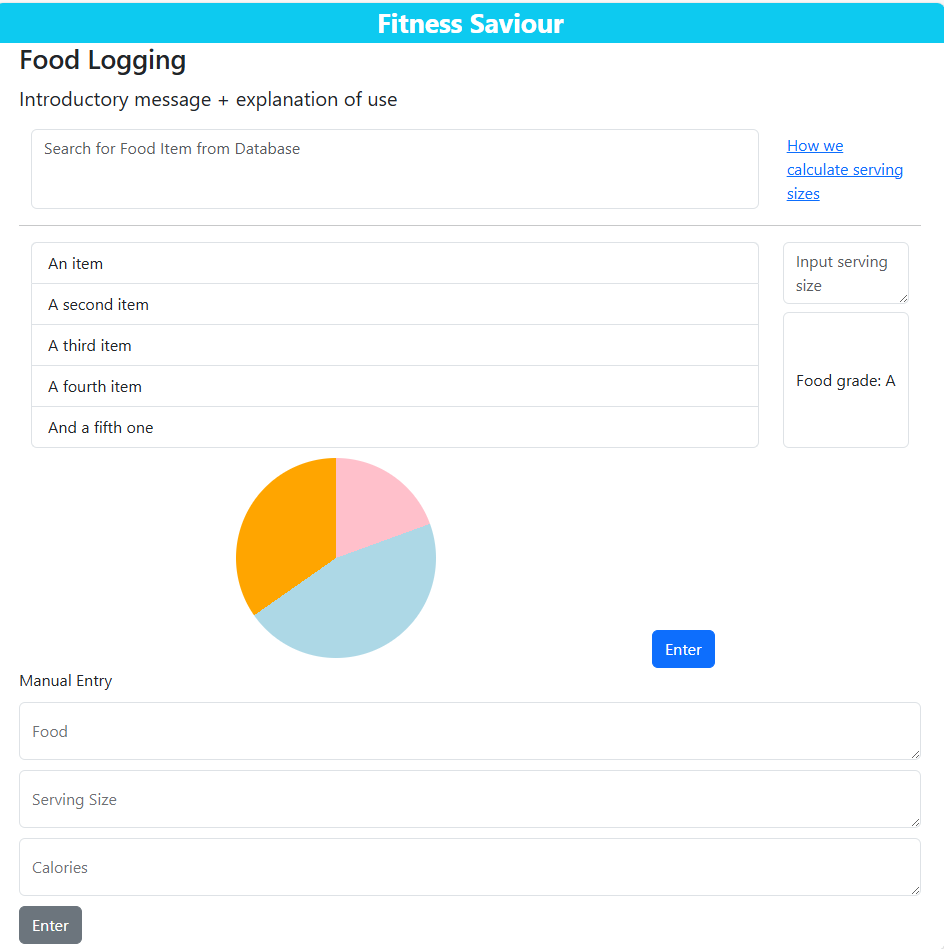 Fitness Saviour
Food Logging
Introductory message + explanation of use
Search for Food Item from Database
How we
calculate serving
sizes
An item
A second item
A third item
A fourth item
And a fifth one
Input serving
size
Food grade: A
Enter
Manual Entry
Food
Serving Size
Calories
Enter